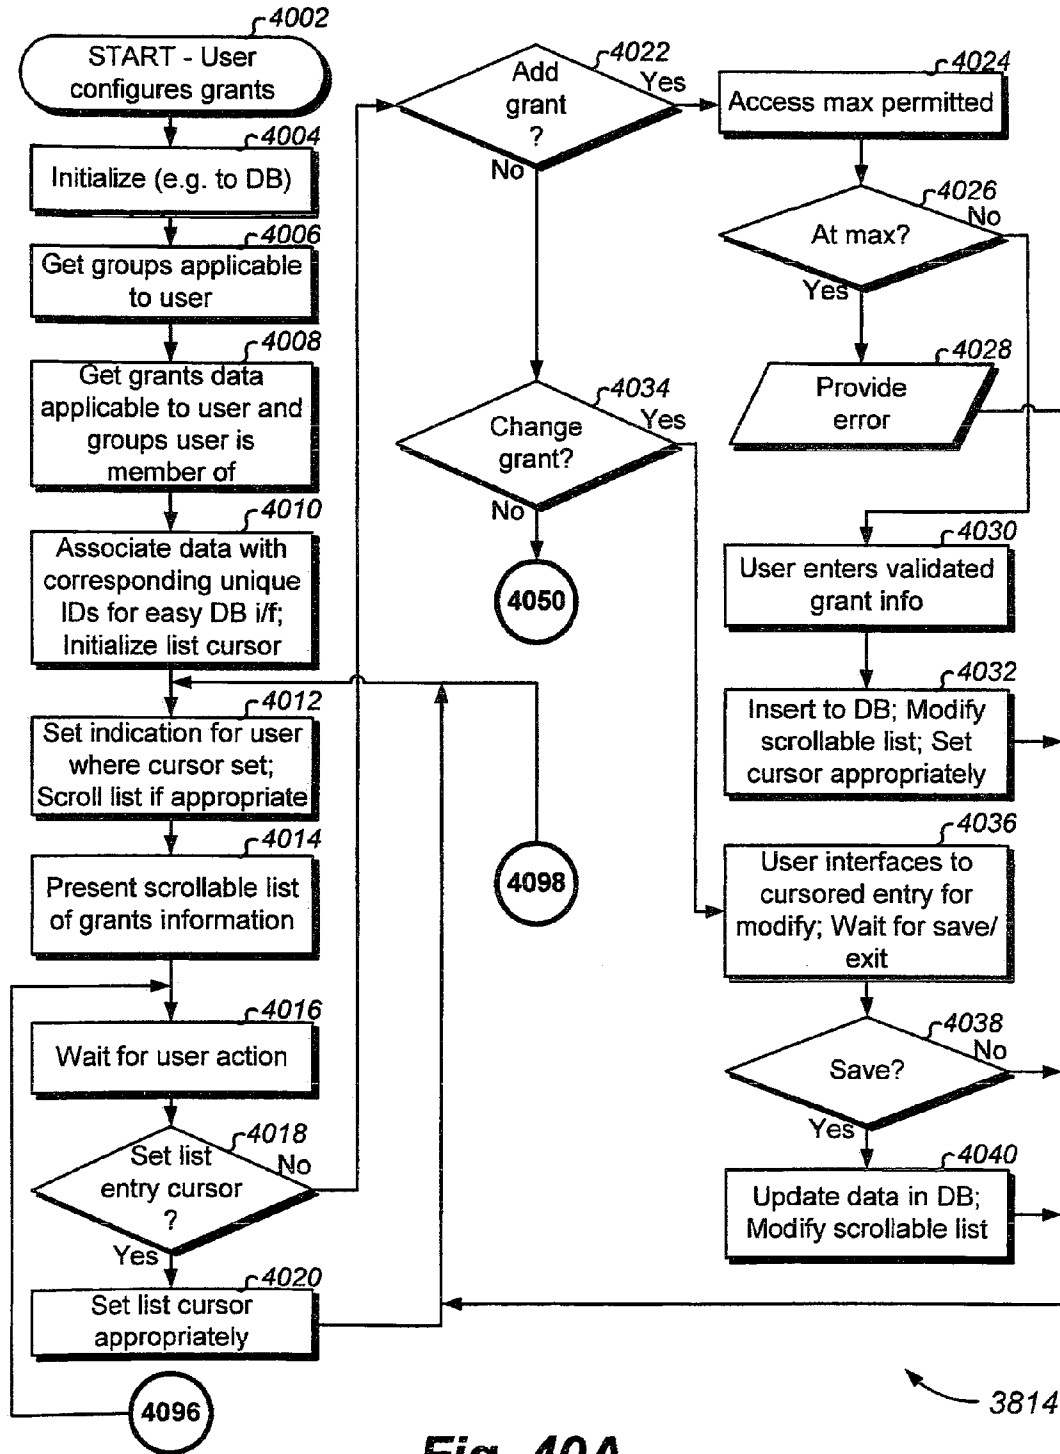 4002
START - User
configures grants
4004
Initialize (e.g. to DB)
4006
Get groups applicable
to user
4008
Get grants data
applicable to user and
groups user is
member of
4010
Associate data with
corresponding unique
IDs for easy DB i/f;
Initialize list cursor
4012
Set indication for user
where cursor set;
Scroll list if appropriate
4014
Present scrollable list
of grants information
4016
Wait for user action
4018
Set list
entry cursor
?
No
Yes
4020
Set list cursor
appropriately
4096
4022
Add
grant
?
Yes
No
4034
Change
grant?
Yes
No
4050
4098
4024
Access max permitted
4026
At max?
No
Yes
4028
Provide
error
4030
User enters validated
grant info
4032
Insert to DB; Modify
scrollable list; Set
cursor appropriately
4036
User interfaces to
cursored entry for
modify; Wait for save/
exit
4038
Save?
No
Yes
4040
Update data in DB;
Modify scrollable list
3814
Fig. 40A